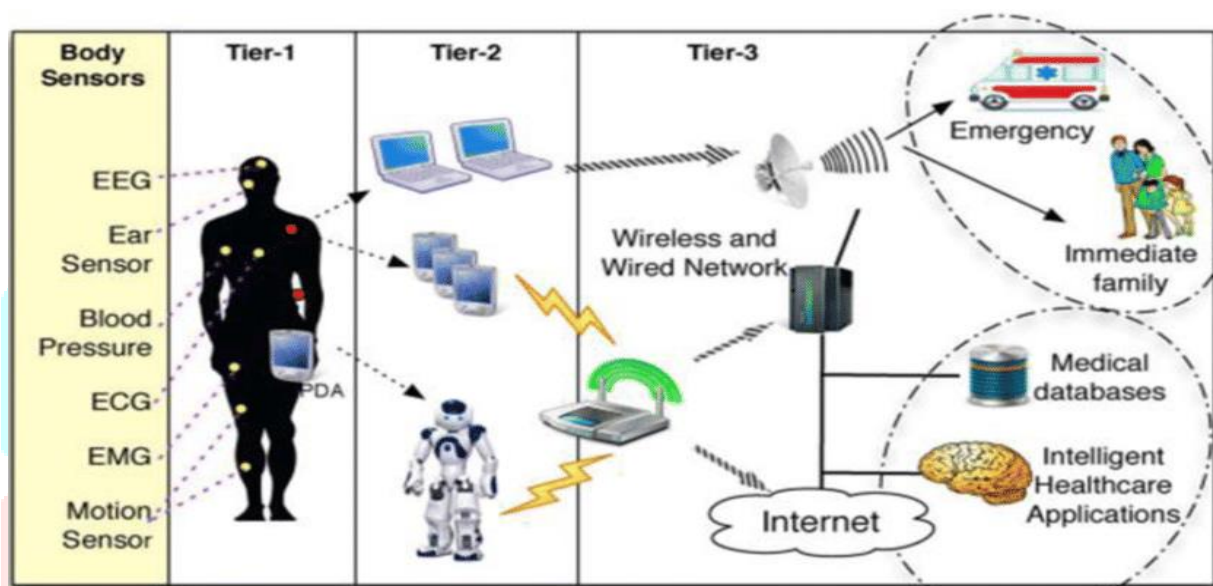 Body
Sensors
Tier-1
Tier-2
Tier-3
EEG
Ear
Sensor
Blood
Pressure
ECG
EMG
Motion
Sensor
PDA
Wireless and
Wired Network
Emergency
Immediate
family
Medical
databases
Intelligent
Healthcare
Applications
Internet